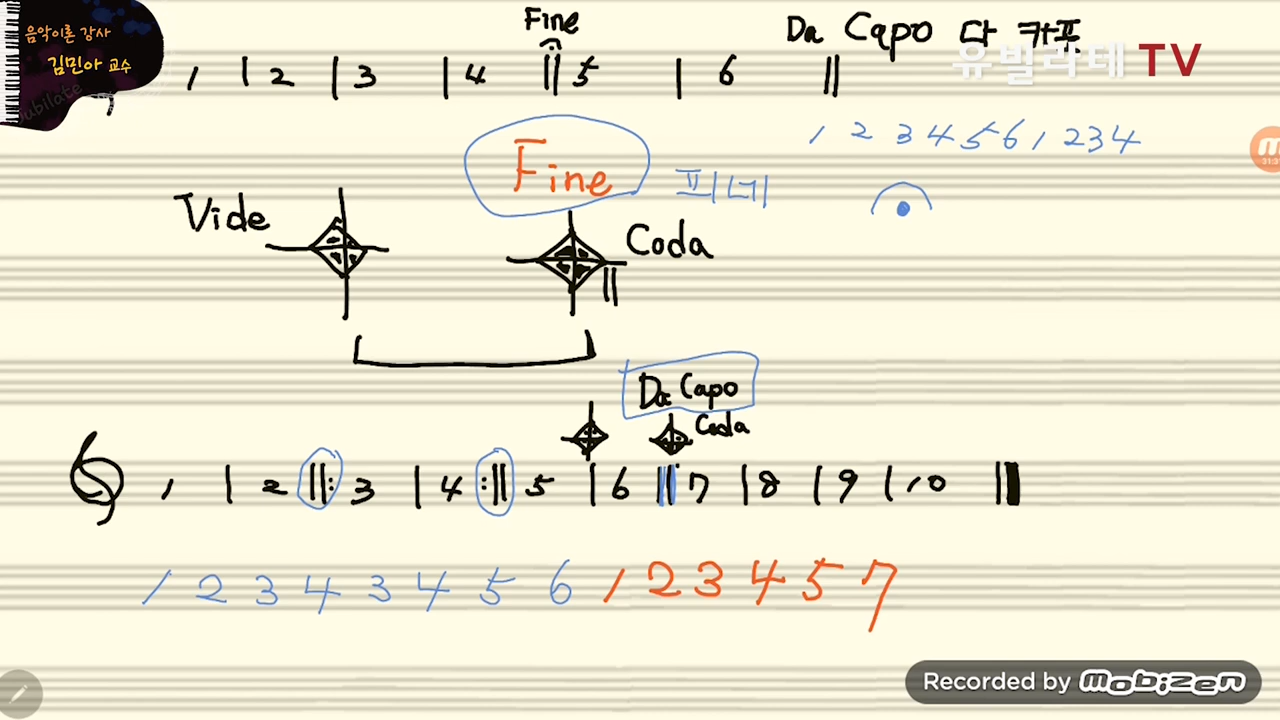 음악이론 강사
김민아 교수
Jubilate
Fine
Da Capo 다 카포
유빌라테 TV
1 | 2 | 3 | 4 || 5 | 6 ||
1 2 3 4 5 6 1 2 3 4
Fine 피네
Vide
Coda
Da Capo
Coda
1 | 2 ||: 3 | 4 :|| 5 | 6 || 7 | 8 | 9 | 10 ||
1 2 3 4 3 4 5 6 1 2 3 4 5 7
Recorded by mobizen